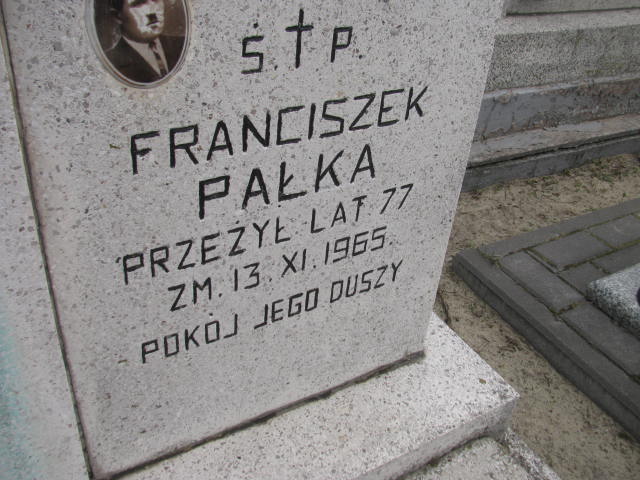 Ś.†P.
FRANCISZEK
PAŁKA
PRZEŻYŁ LAT 77
ZM. 13. XI. 1965.
POKÓJ JEGO DUSZY